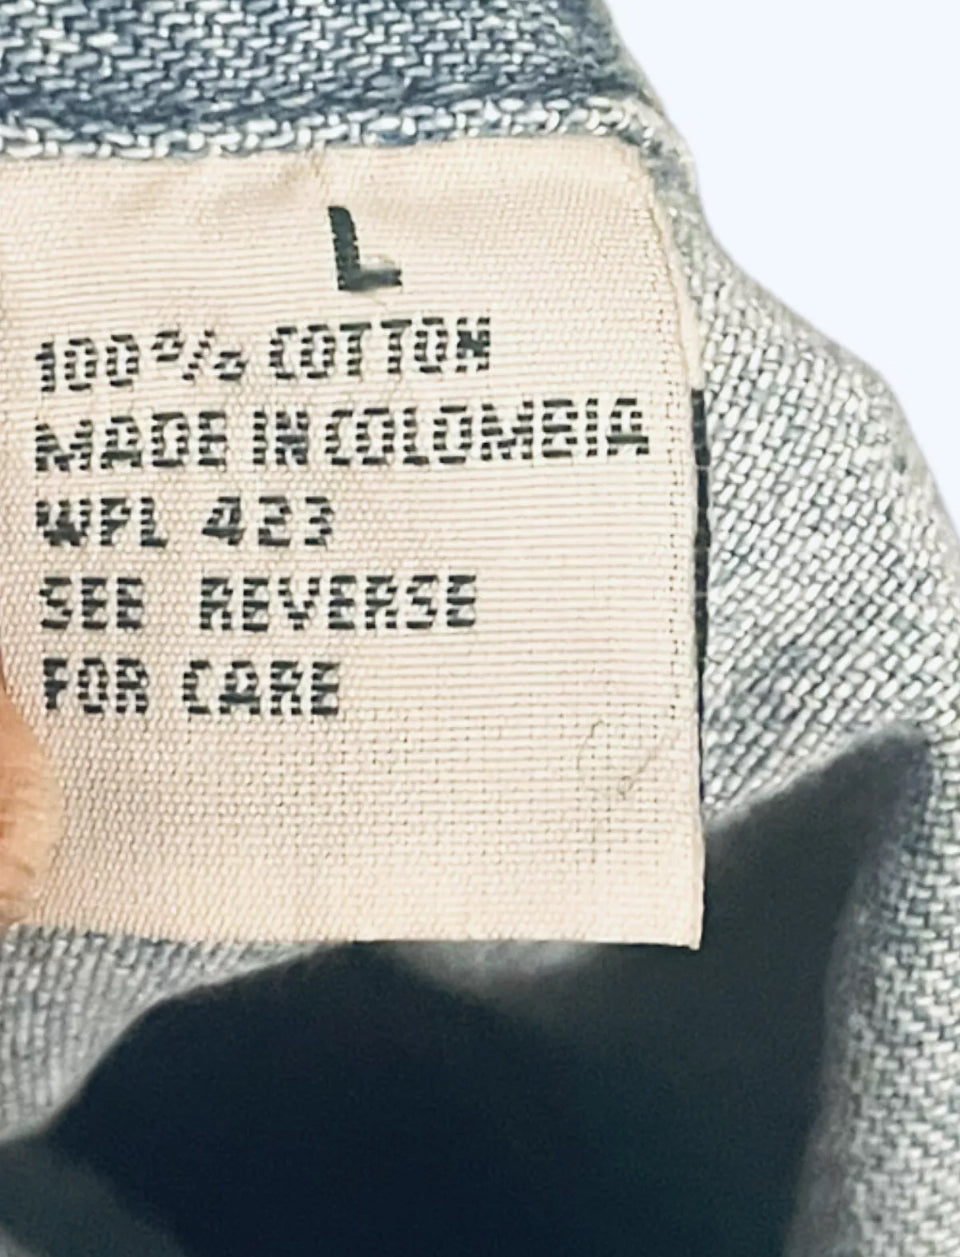 L
100% COTTON
MADE IN COLOMBIA
WPL 423
SEE REVERSE
FOR CARE